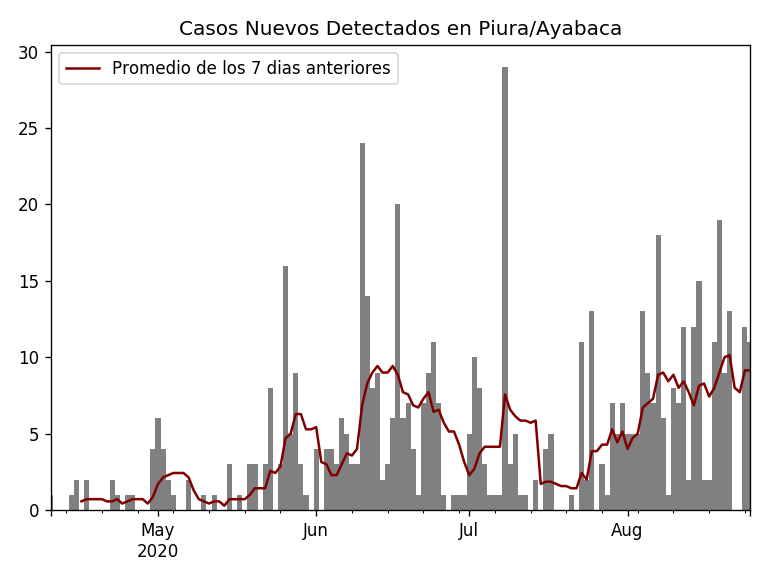 Casos Nuevos Detectados en Piura/Ayabaca
Promedio de los 7 dias anteriores
30
25
20
15
10
5
0
May
2020
Jun
Jul
Aug